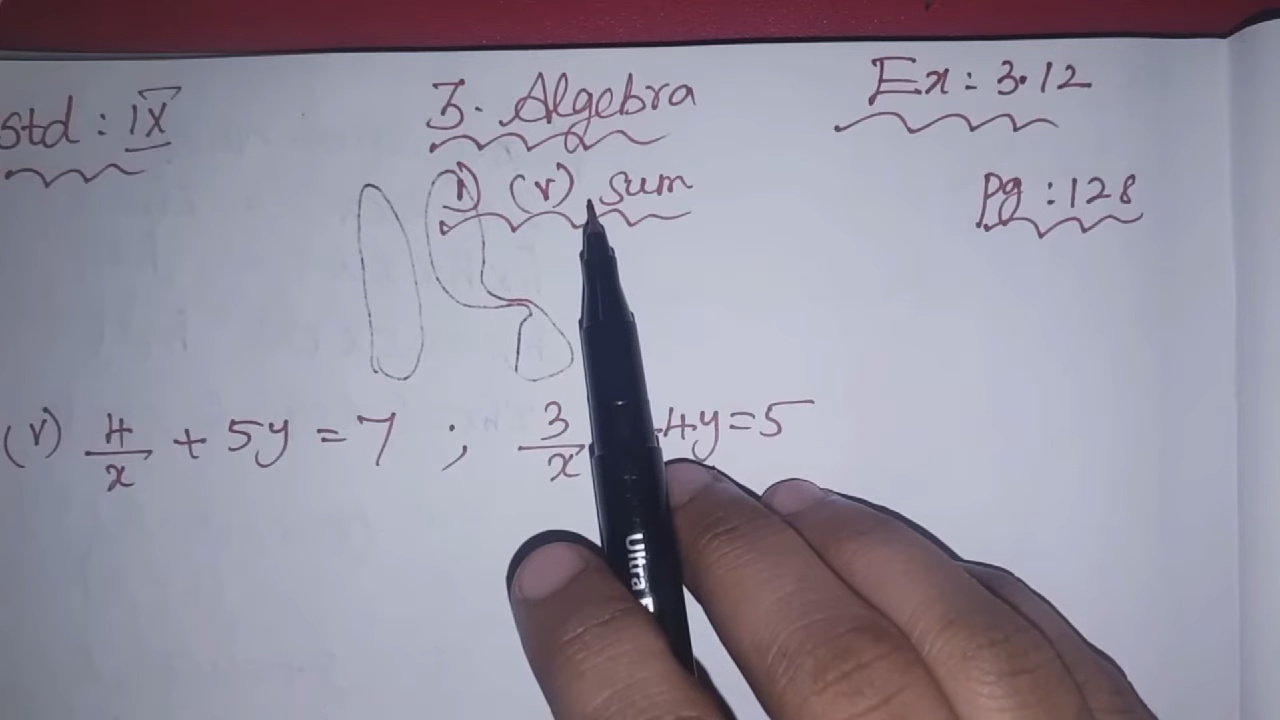 Std : IX
3. Algebra
Ex : 3.12
1) (v) sum
Pg : 128
(v) 4/x + 5y = 7 ; 3/x 4y = 5
Ultra